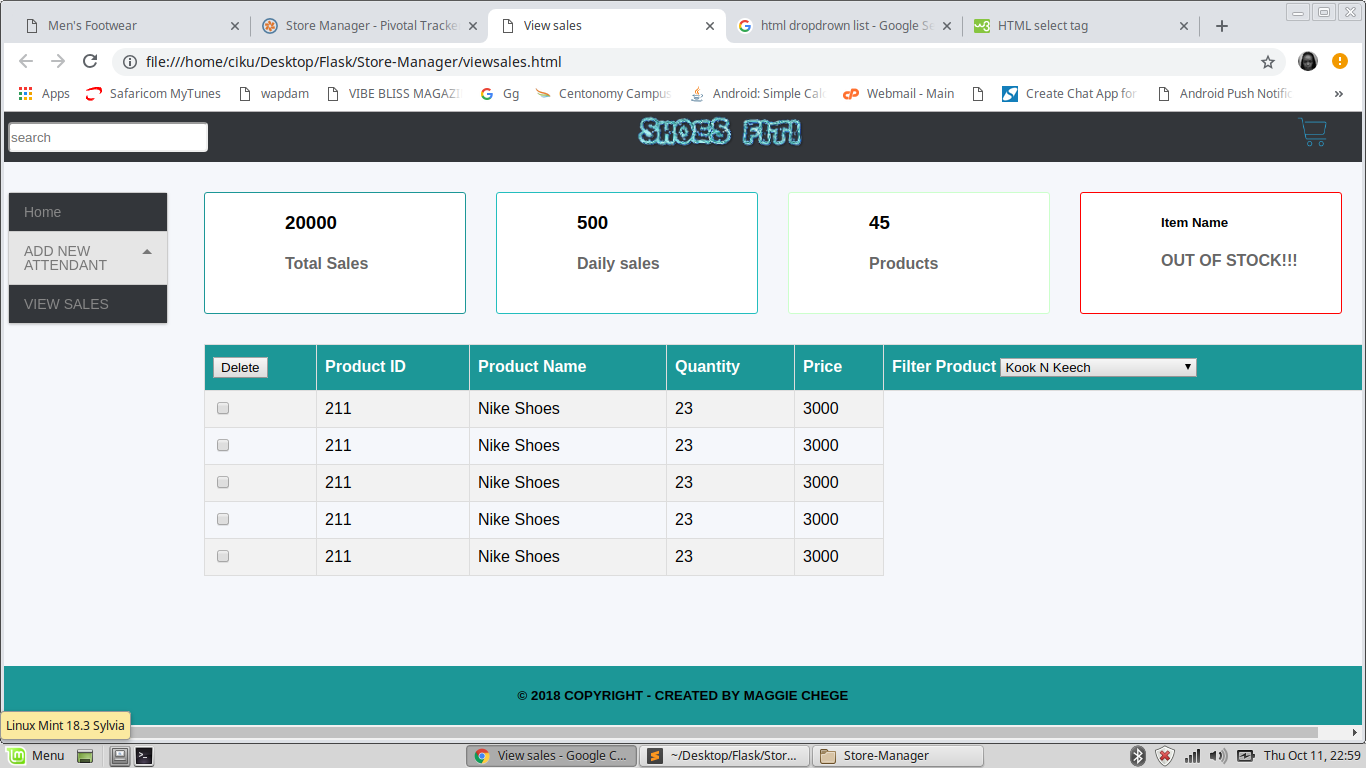 Men's Footwear
Store Manager - Pivotal Tracke
View sales
html dropdrown list - Google Se
HTML select tag
file:///home/ciku/Desktop/Flask/Store-Manager/viewsales.html
Apps
Safaricom MyTunes
wapdam
VIBE BLISS MAGAZI
Gg
Centonomy Campus
Android: Simple Calc
Webmail - Main
Create Chat App for
Android Push Notific
search
SHOES FITI
Home
ADD NEW
ATTENDANT
VIEW SALES
20000
Total Sales
500
Daily sales
45
Products
Item Name
OUT OF STOCK!!!
Delete Product ID Product Name Quantity Price Filter Product Kook N Keech
211 Nike Shoes 23 3000
211 Nike Shoes 23 3000
211 Nike Shoes 23 3000
211 Nike Shoes 23 3000
211 Nike Shoes 23 3000
© 2018 COPYRIGHT - CREATED BY MAGGIE CHEGE
Linux Mint 18.3 Sylvia
Menu
View sales - Google C...
~/Desktop/Flask/Stor...
Store-Manager
Thu Oct 11, 22:59